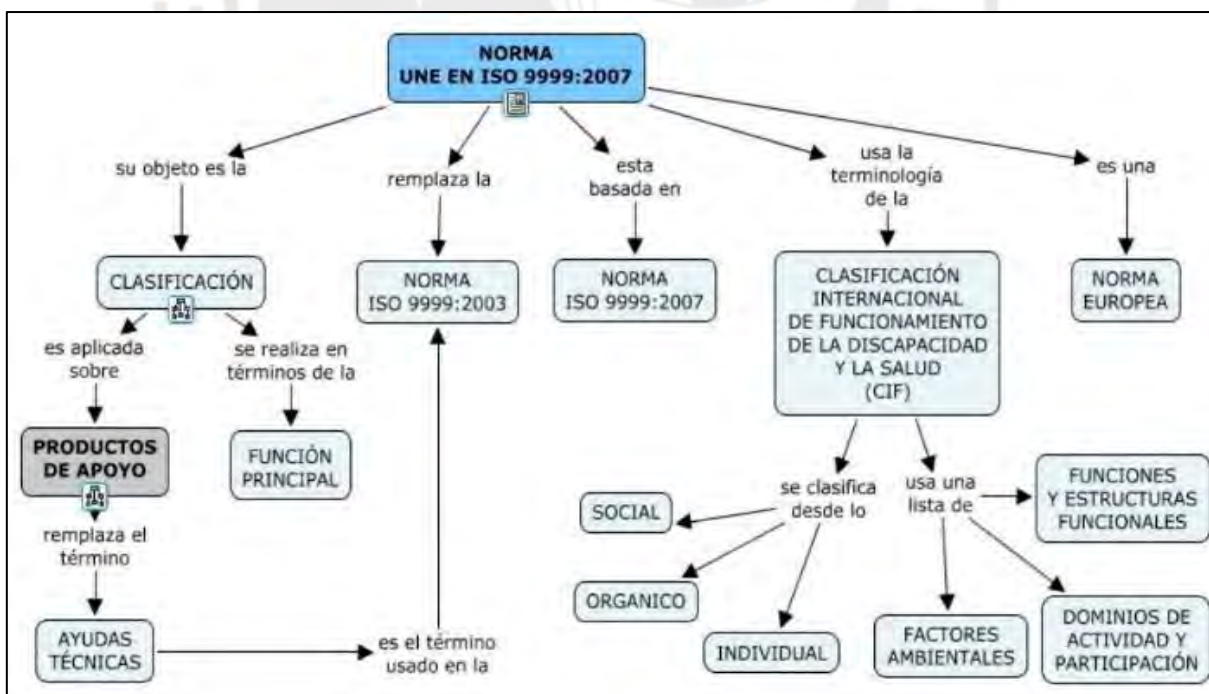 NORMA
UNE EN ISO 9999:2007
su objeto es la
remplaza la
esta
basada en
usa la
terminología
de la
es una
CLASIFICACIÓN
NORMA
ISO 9999:2003
NORMA
ISO 9999:2007
CLASIFICACIÓN
INTERNACIONAL
DE FUNCIONAMIENTO
DE LA DISCAPACIDAD
Y LA SALUD
(CIF)
NORMA
EUROPEA
es aplicada
sobre
se realiza en
términos de la
PRODUCTOS
DE APOYO
FUNCIÓN
PRINCIPAL
se clasifica
desde lo
usa una
lista de
FUNCIONES
Y ESTRUCTURAS
FUNCIONALES
SOCIAL
ORGANICO
INDIVIDUAL
FACTORES
AMBIENTALES
DOMINIOS DE
ACTIVIDAD Y
PARTICIPACIÓN
remplaza el
término
AYUDAS
TÉCNICAS
es el término
usado en la